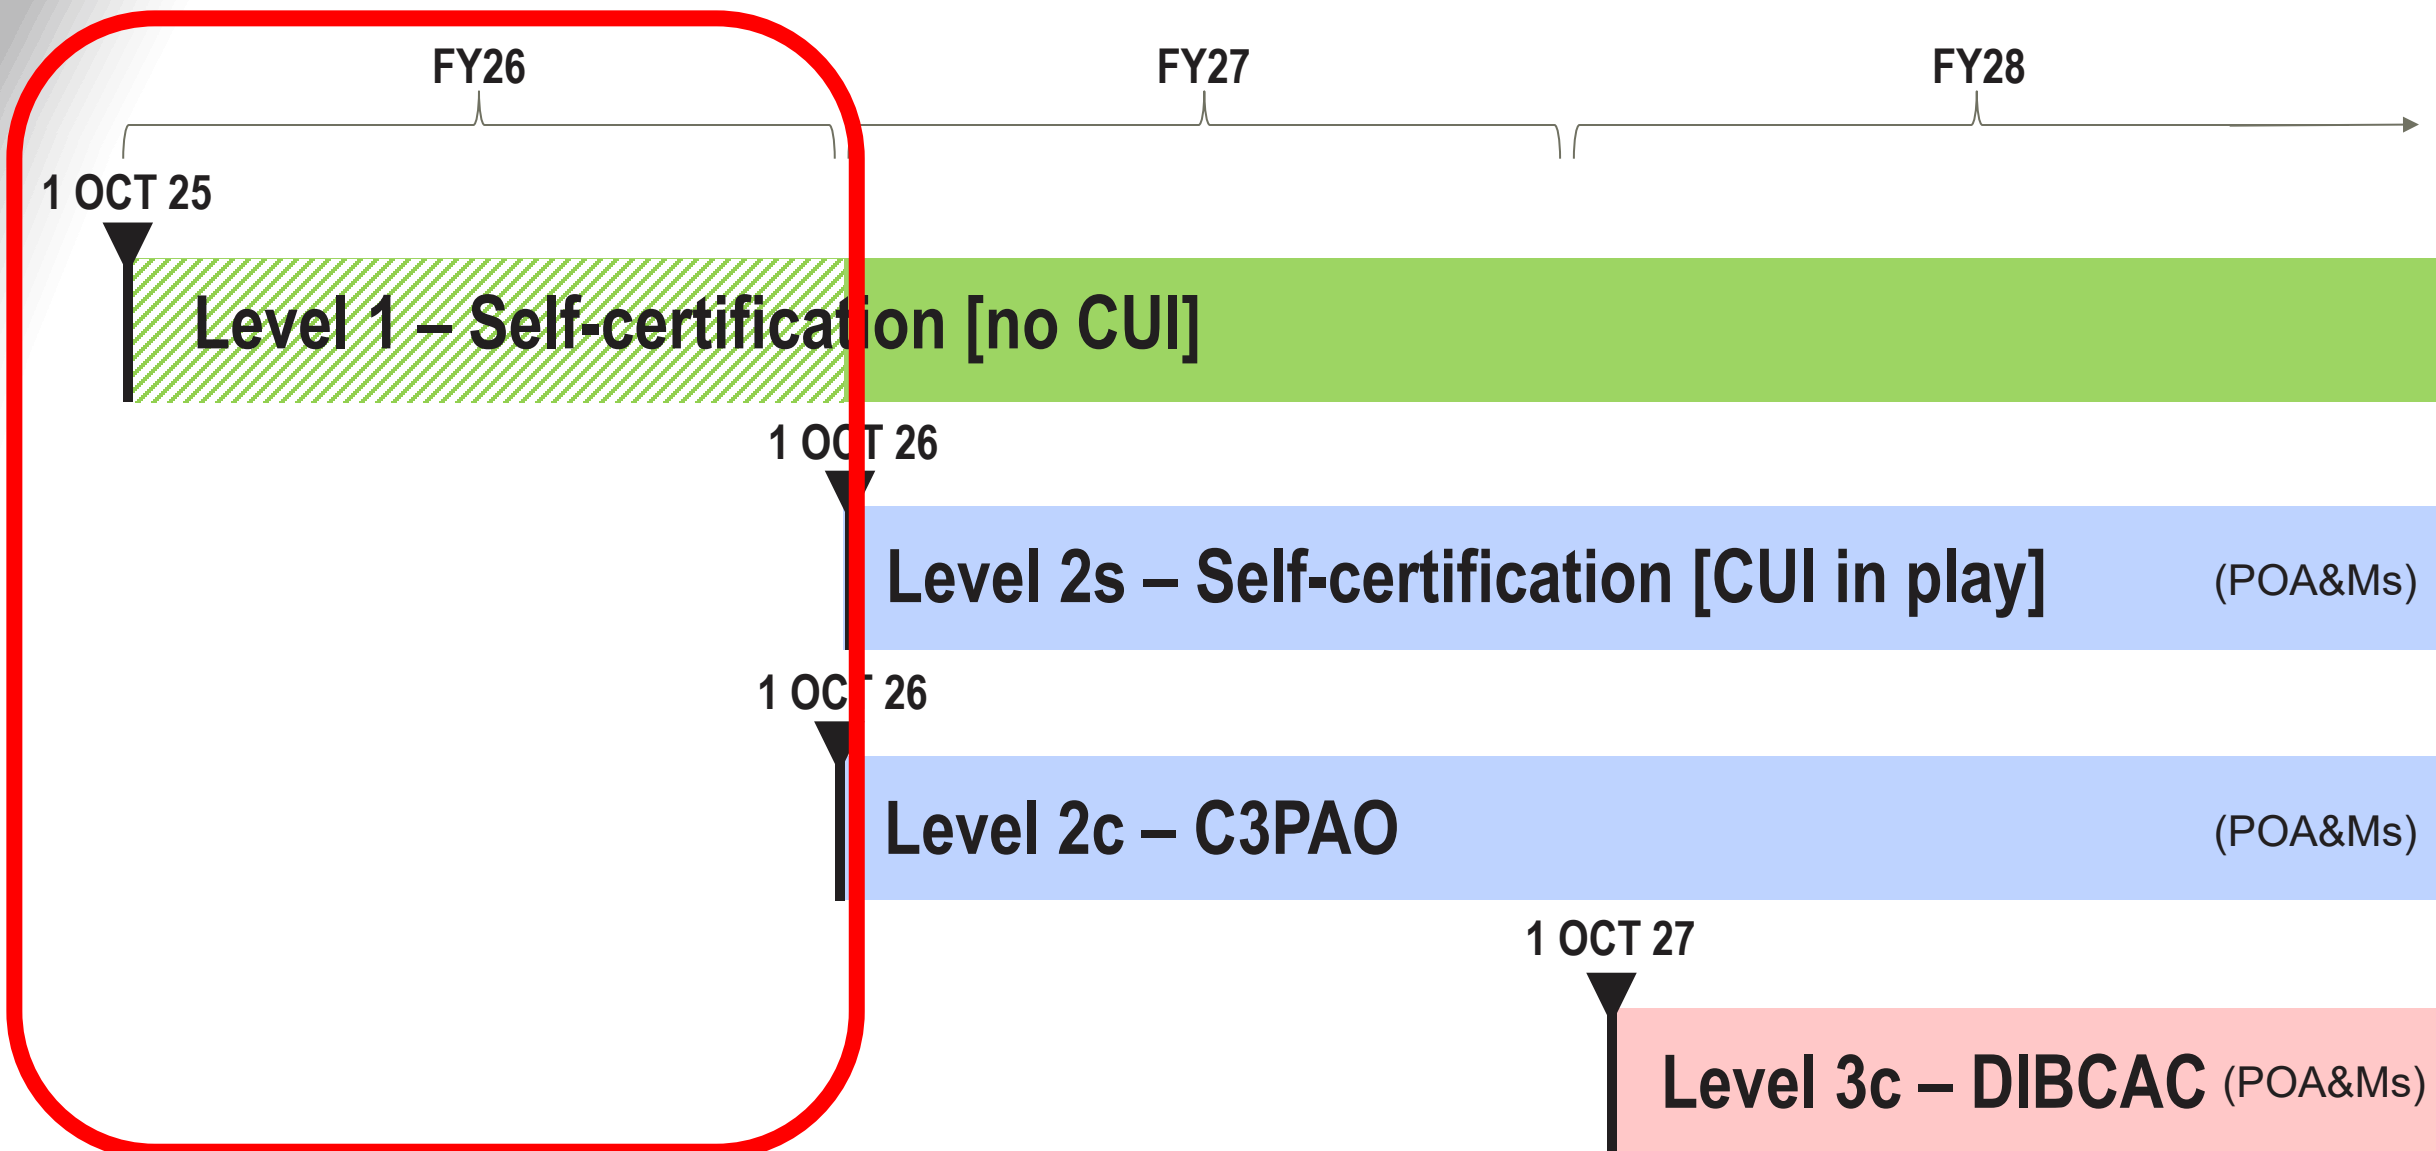 FY26
FY27
FY28
1 OCT 25
Level 1 – Self-certification [no CUI]
1 OCT 26
Level 2s – Self-certification [CUI in play]
(POA&Ms)
1 OCT 26
Level 2c – C3PAO
(POA&Ms)
1 OCT 27
Level 3c – DIBCAC (POA&Ms)